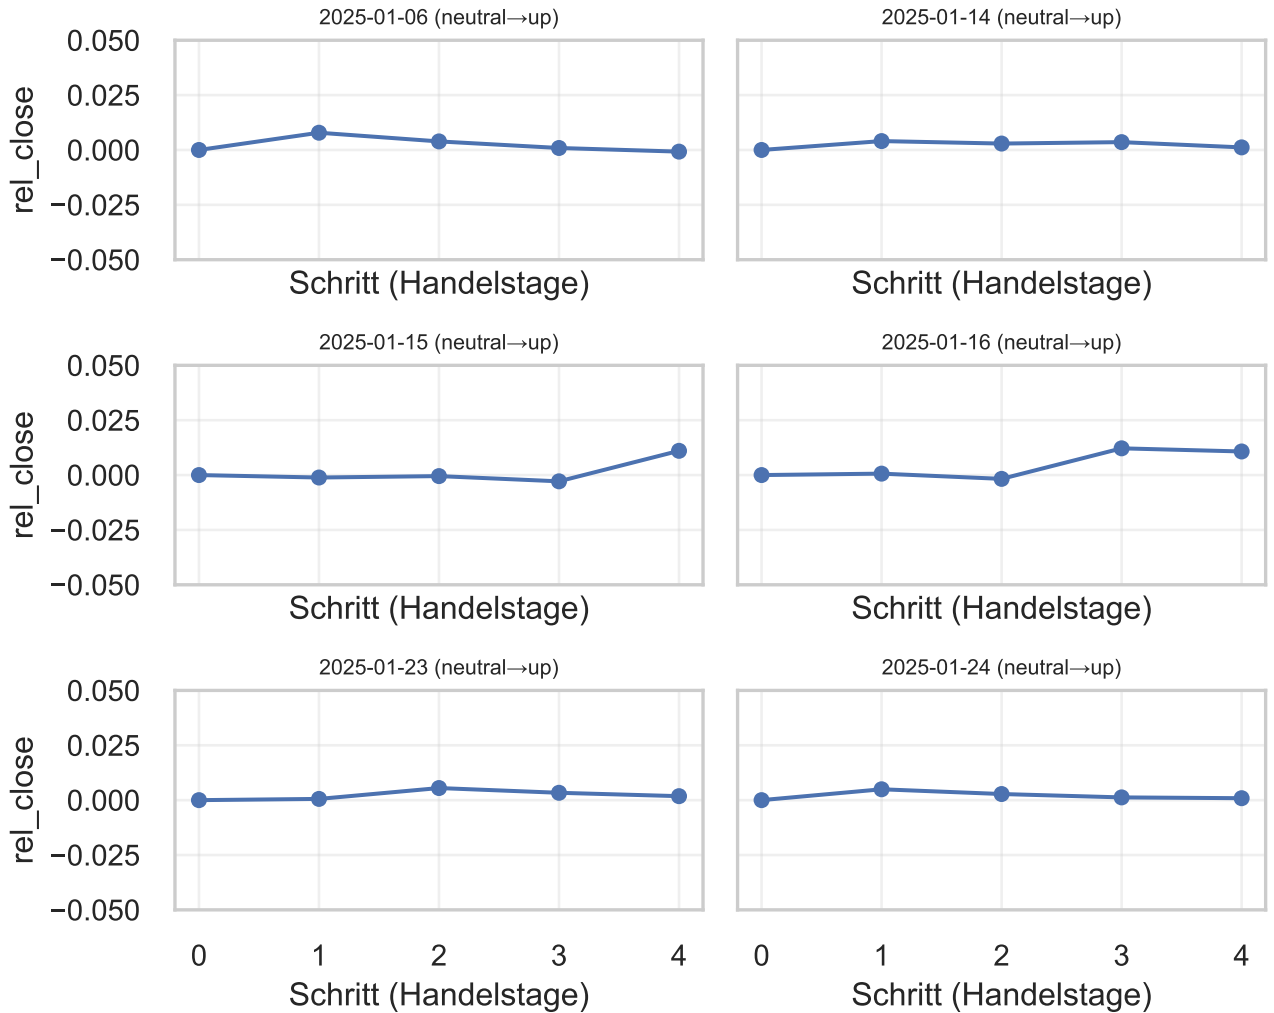 2025-01-06 (neutral→up)
2025-01-14 (neutral→up)
0.050
0.025
0.000
−0.025
−0.050
rel_close
Schritt (Handelstage)
Schritt (Handelstage)
2025-01-15 (neutral→up)
2025-01-16 (neutral→up)
0.050
0.025
0.000
−0.025
−0.050
rel_close
Schritt (Handelstage)
Schritt (Handelstage)
2025-01-23 (neutral→up)
2025-01-24 (neutral→up)
0.050
0.025
0.000
−0.025
−0.050
rel_close
0 1 2 3 4
0 1 2 3 4
Schritt (Handelstage)
Schritt (Handelstage)